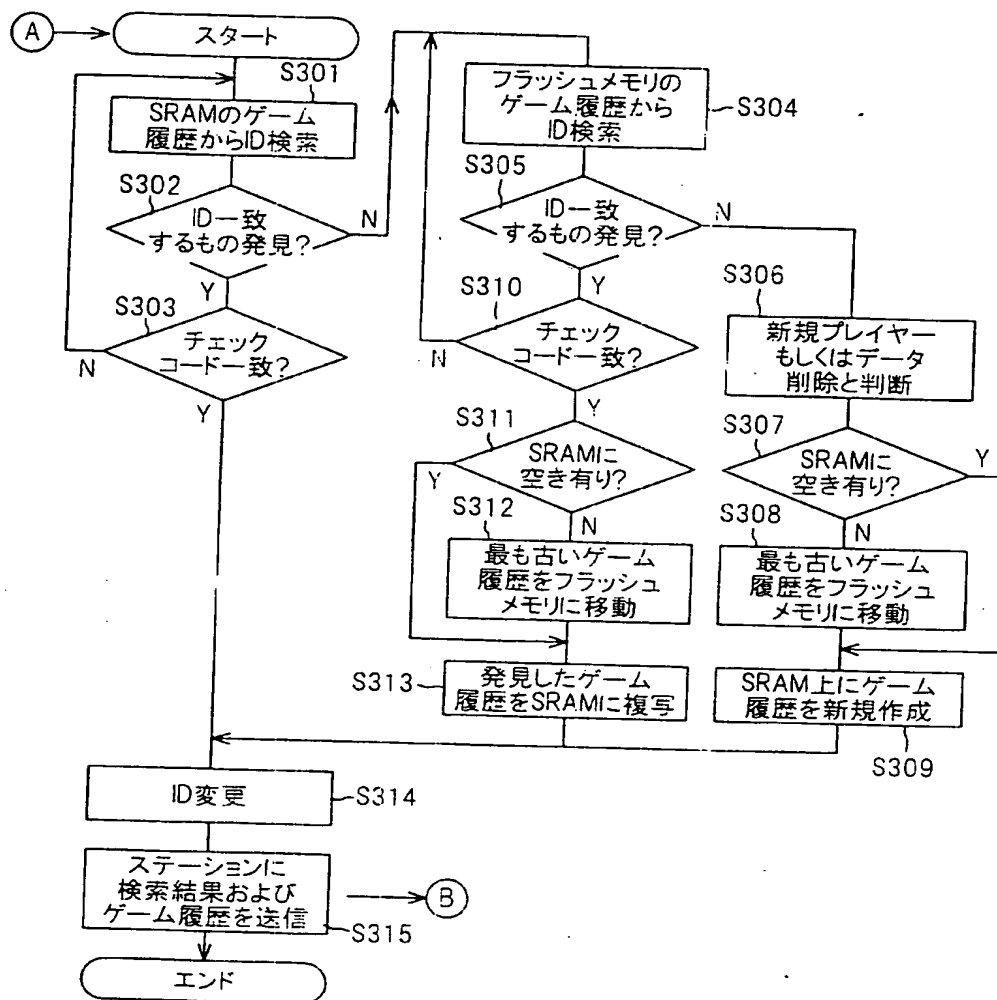 A
スタート
S301
SRAMのゲーム
履歴からID検索
S302
ID一致
するもの発見?
N
Y
S303
チェック
コード一致?
N
Y
フラッシュメモリの
ゲーム履歴から
ID検索
S304
S305
ID一致
するもの発見?
N
Y
S310
チェック
コード一致?
N
Y
S311
SRAMに
空き有り?
Y
N
S312
最も古いゲーム
履歴をフラッシュ
メモリに移動
S313
発見したゲーム
履歴をSRAMに複写
S306
新規プレイヤー
もしくはデータ
削除と判断
S307
SRAMに
空き有り?
Y
N
S308
最も古いゲーム
履歴をフラッシュ
メモリに移動
SRAM上にゲーム
履歴を新規作成
S309
ID変更
S314
ステーションに
検索結果および
ゲーム履歴を送信
S315
B
エンド